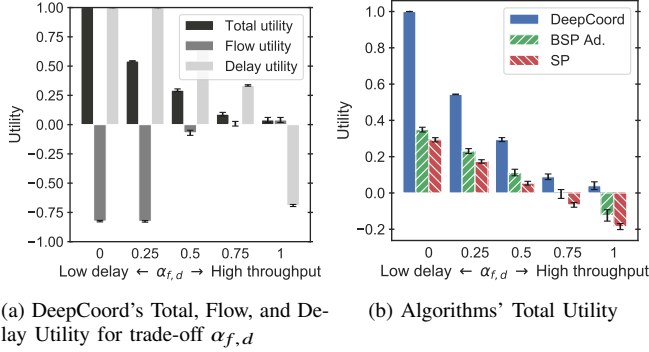 1.00
0.75
0.50
0.25
0.00
−0.25
−0.50
−0.75
−1.00
Utility
Total utility
Flow utility
Delay utility
0 0.25 0.5 0.75 1
Low delay ← α_{f,d} → High throughput
1.0
0.8
0.6
0.4
0.2
0.0
−0.2
Utility
DeepCoord
BSP Ad.
SP
0 0.25 0.5 0.75 1
Low delay ← α_{f,d} → High throughput
(a) DeepCoord's Total, Flow, and De-
lay Utility for trade-off α_{f,d}
(b) Algorithms' Total Utility